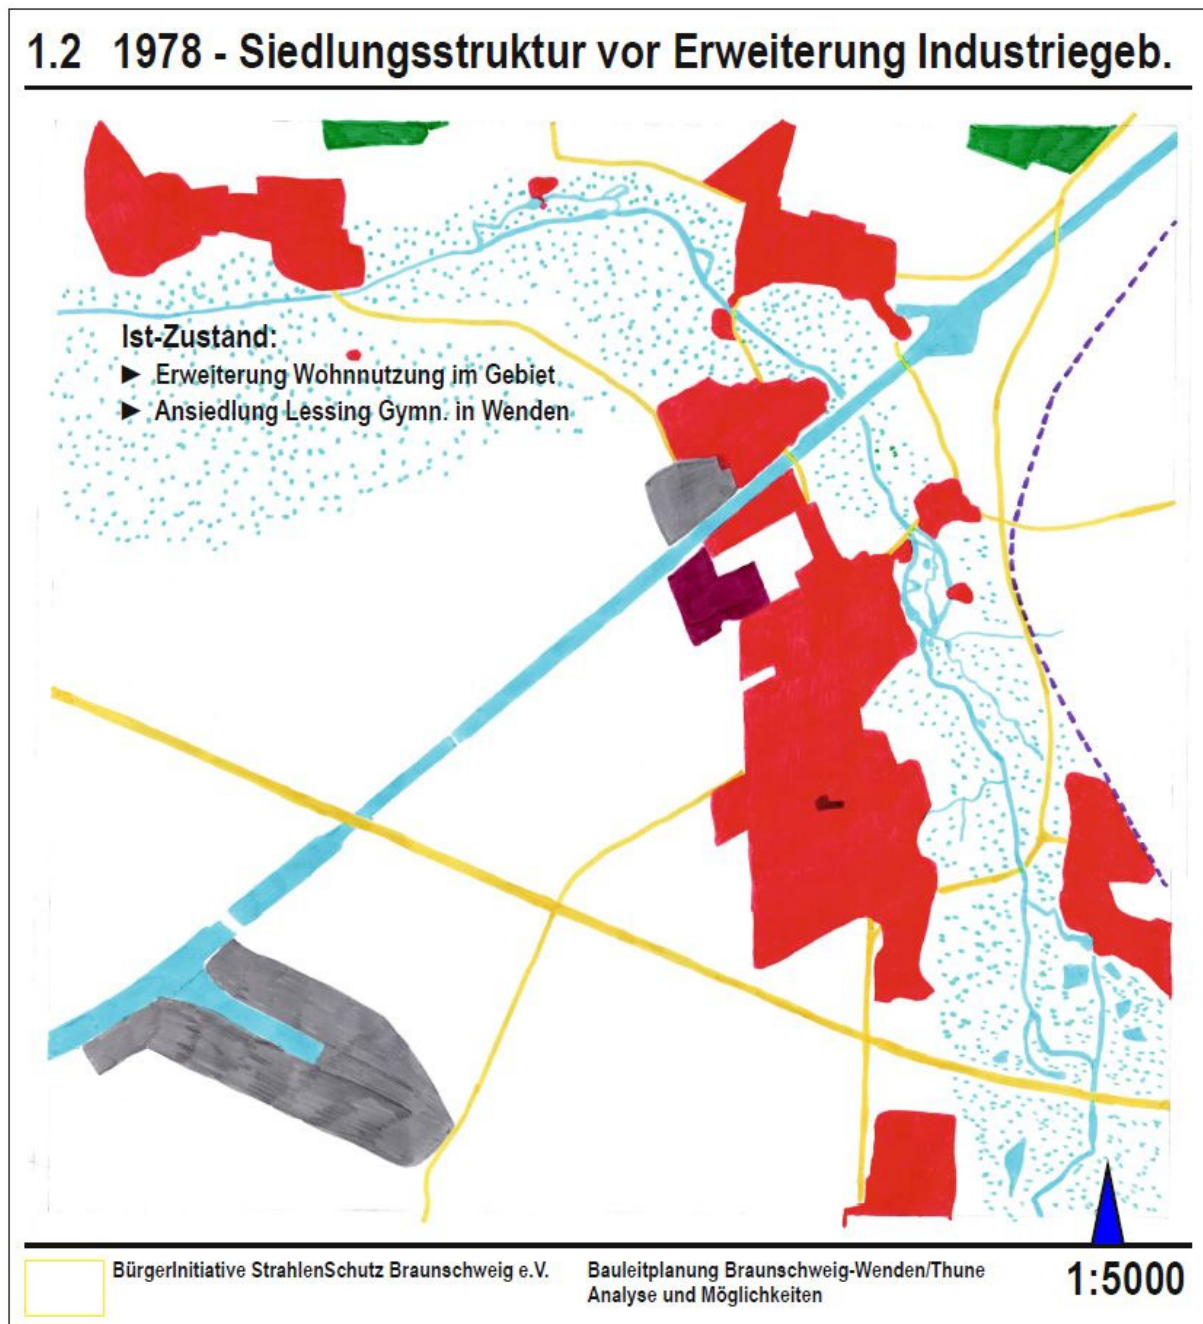 1.2 1978 - Siedlungsstruktur vor Erweiterung Industriegeb.
Ist-Zustand:
► Erweiterung Wohnnutzung im Gebiet
► Ansiedlung Lessing Gymn. in Wenden
BürgerInitiative StrahlenSchutz Braunschweig e.V.
Bauleitplanung Braunschweig-Wenden/Thune
Analyse und Möglichkeiten
1:5000